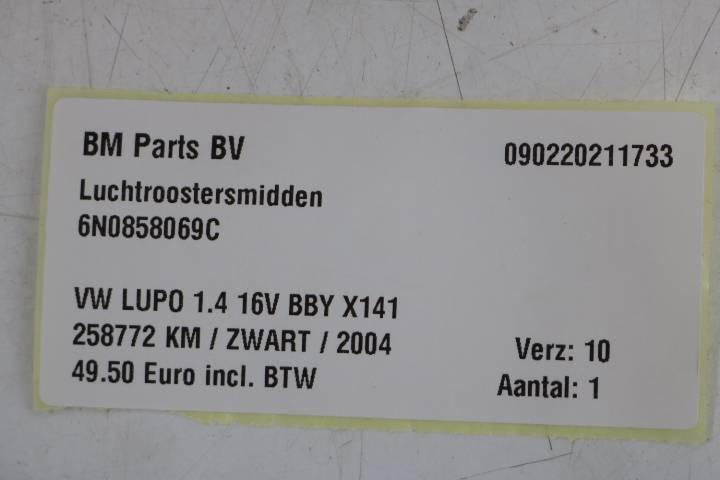 BM Parts BV
090220211733
Luchtroostersmidden
6N0858069C
VW LUPO 1.4 16V BBY X141
258772 KM / ZWART / 2004
Verz: 10
49.50 Euro incl. BTW
Aantal: 1